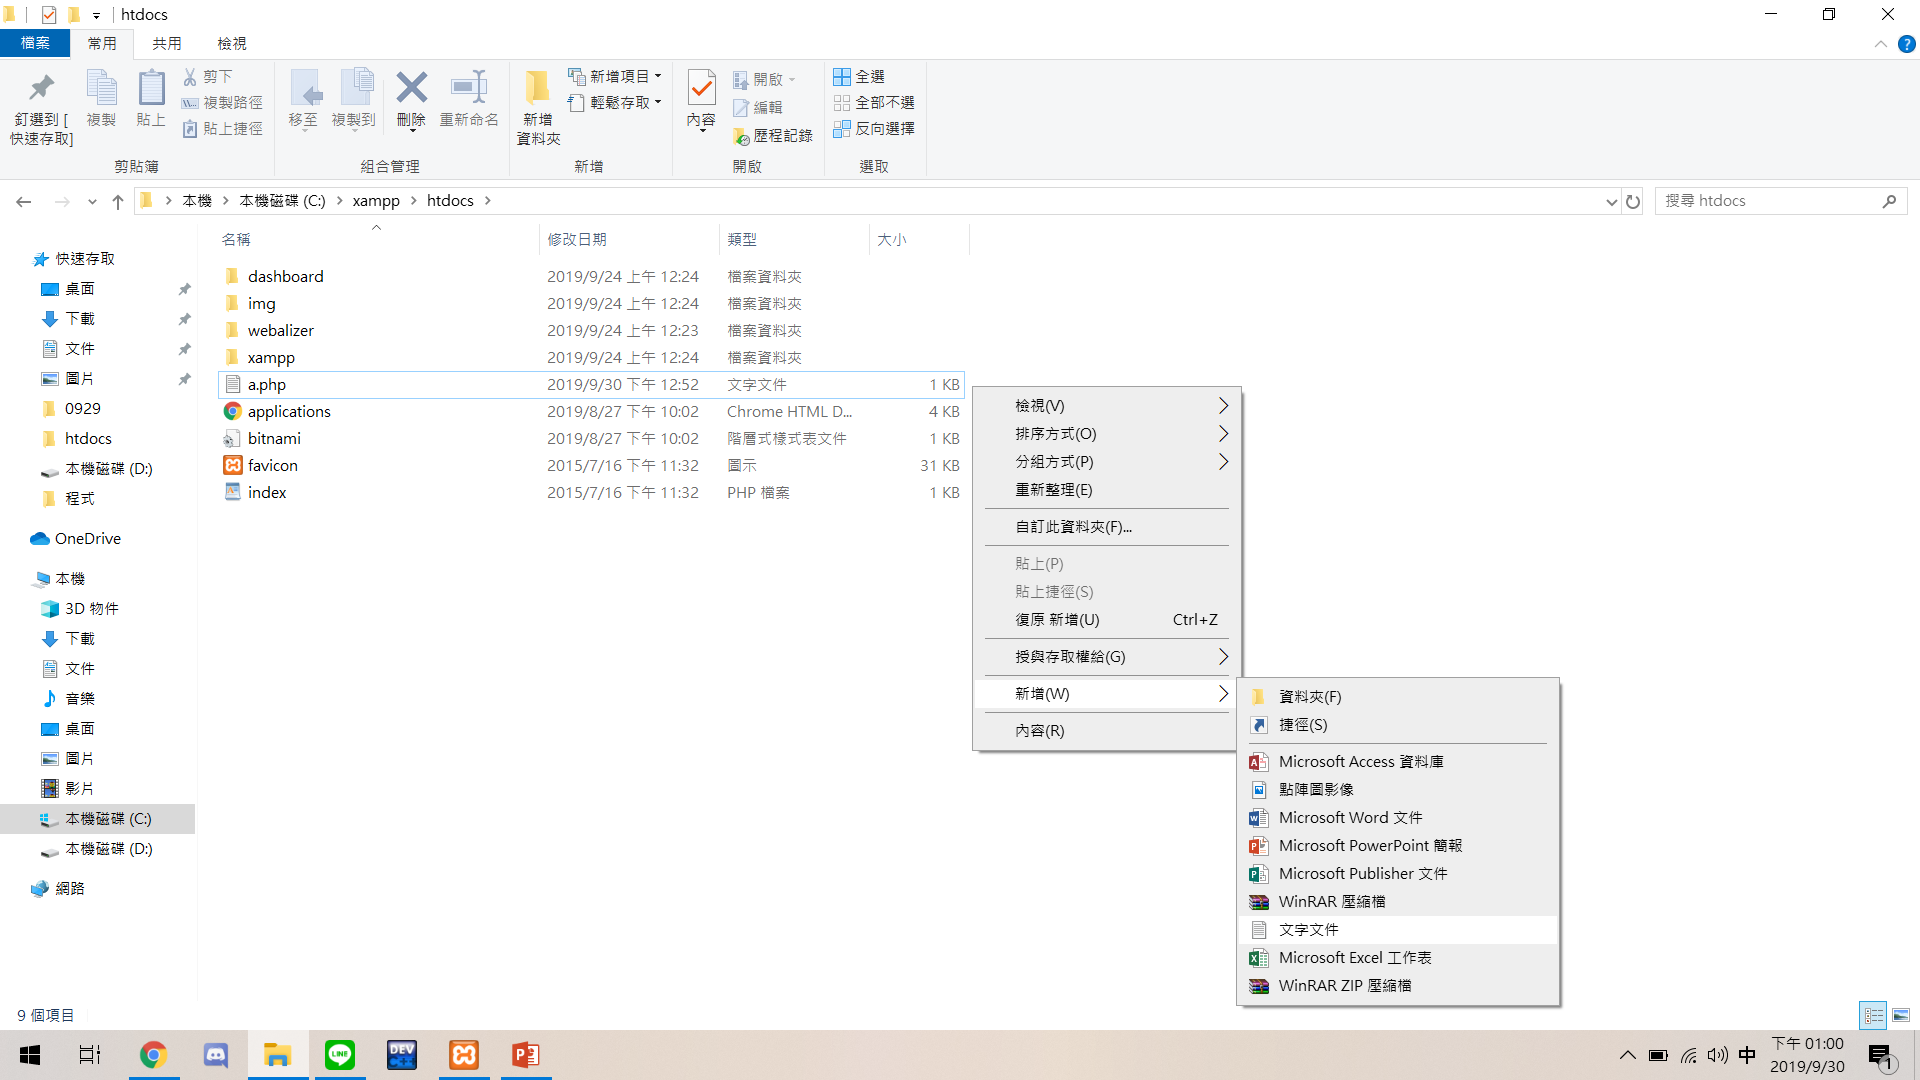 htdocs
檔案
常用
共用
檢視
釘選到 [
快速存取]
複製
貼上
剪下
複製路徑
貼上捷徑
剪貼簿
移至
複製到
刪除
重新命名
組合管理
新增
資料夾
新增項目
輕鬆存取
新增
內容
開啟
編輯
歷程記錄
開啟
全選
全部不選
反向選擇
選取
本機 本機磁碟 (C:) xampp htdocs
搜尋 htdocs
名稱 修改日期 類型 大小
dashboard 2019/9/24 上午 12:24 檔案資料夾
img 2019/9/24 上午 12:24 檔案資料夾
webalizer 2019/9/24 上午 12:23 檔案資料夾
xampp 2019/9/24 上午 12:24 檔案資料夾
a.php 2019/9/30 下午 12:52 文字文件 1 KB
applications 2019/8/27 下午 10:02 Chrome HTML D... 4 KB
bitnami 2019/8/27 下午 10:02 階層式樣式表文件 1 KB
favicon 2015/7/16 下午 11:32 圖示 31 KB
index 2015/7/16 下午 11:32 PHP 檔案 1 KB
快速存取
桌面
下載
文件
圖片
0929
htdocs
本機磁碟 (D:)
程式
OneDrive
本機
3D 物件
下載
文件
音樂
桌面
圖片
影片
本機磁碟 (C:)
本機磁碟 (D:)
網路
檢視(V)
排序方式(O)
分組方式(P)
重新整理(E)
自訂此資料夾(F)...
貼上(P)
貼上捷徑(S)
復原 新增(U) Ctrl+Z
授與存取權給(G)
新增(W)
內容(R)
資料夾(F)
捷徑(S)
Microsoft Access 資料庫
點陣圖影像
Microsoft Word 文件
Microsoft PowerPoint 簡報
Microsoft Publisher 文件
WinRAR 壓縮檔
文字文件
Microsoft Excel 工作表
WinRAR ZIP 壓縮檔
9 個項目
LINE
DEV
C++
中
下午 01:00
2019/9/30
1